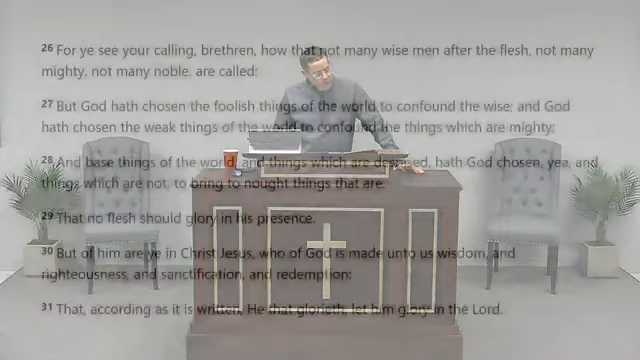 26 For ye see your calling, brethren, how that not many wise men after the flesh, not many
mighty, not many noble, are called:
27 But God hath chosen the foolish things of the world to confound the wise; and God
hath chosen the weak things of the world to confound the things which are mighty;
28 And base things of the world, and things which are despised, hath God chosen, yea, and
things which are not, to bring to nought things that are:
29 That no flesh should glory in his presence.
30 But of him are ye in Christ Jesus, who of God is made unto us wisdom, and
righteousness, and sanctification, and redemption:
31 That, according as it is written, He that glorieth, let him glory in the Lord.